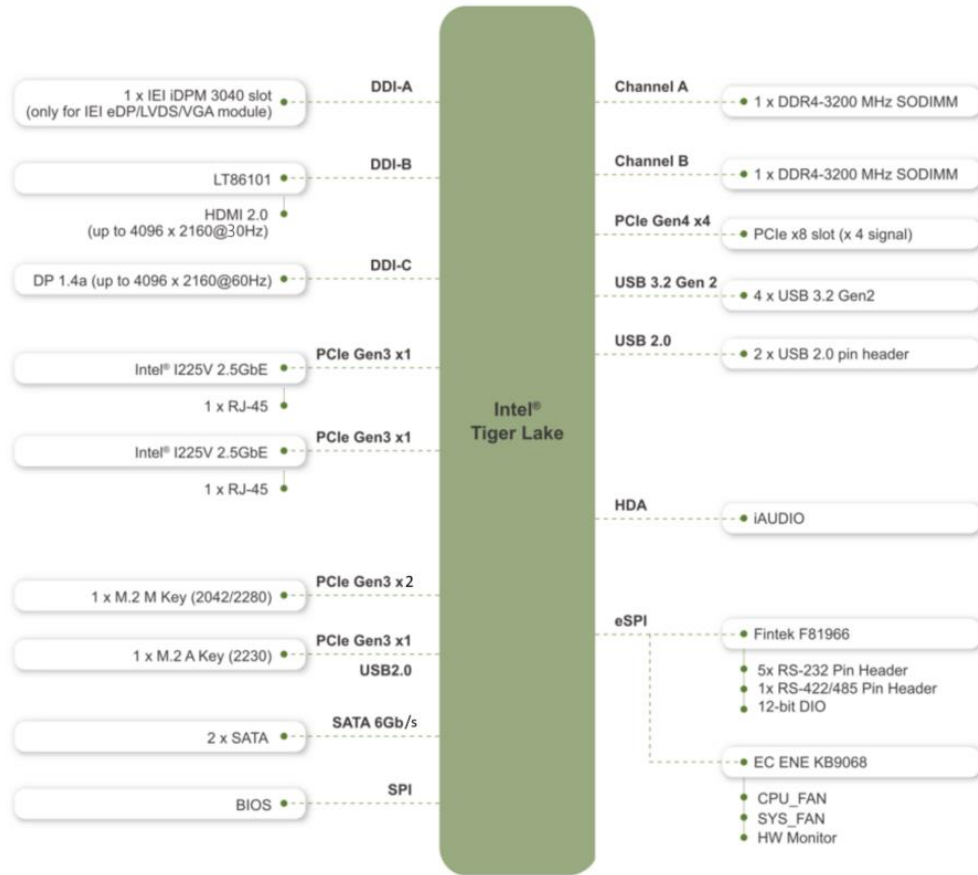 DDI-A
1 x IEI iDPM 3040 slot
(only for IEI eDP/LVDS/VGA module)
DDI-B
LT86101
HDMI 2.0
(up to 4096 x 2160@30Hz)
DDI-C
DP 1.4a (up to 4096 x 2160@60Hz)
PCIe Gen3 x1
Intel® I225V 2.5GbE
1 x RJ-45
PCIe Gen3 x1
Intel® I225V 2.5GbE
1 x RJ-45
PCIe Gen3 x2
1 x M.2 M Key (2042/2280)
PCIe Gen3 x1
1 x M.2 A Key (2230)
USB2.0
SATA 6Gb/s
2 x SATA
SPI
BIOS
Intel®
Tiger Lake
Channel A
1 x DDR4-3200 MHz SODIMM
Channel B
1 x DDR4-3200 MHz SODIMM
PCIe Gen4 x4
PCIe x8 slot (x 4 signal)
USB 3.2 Gen 2
4 x USB 3.2 Gen2
USB 2.0
2 x USB 2.0 pin header
HDA
iAUDIO
eSPI
Fintek F81966
5x RS-232 Pin Header
1x RS-422/485 Pin Header
12-bit DIO
EC ENE KB9068
CPU_FAN
SYS_FAN
HW Monitor